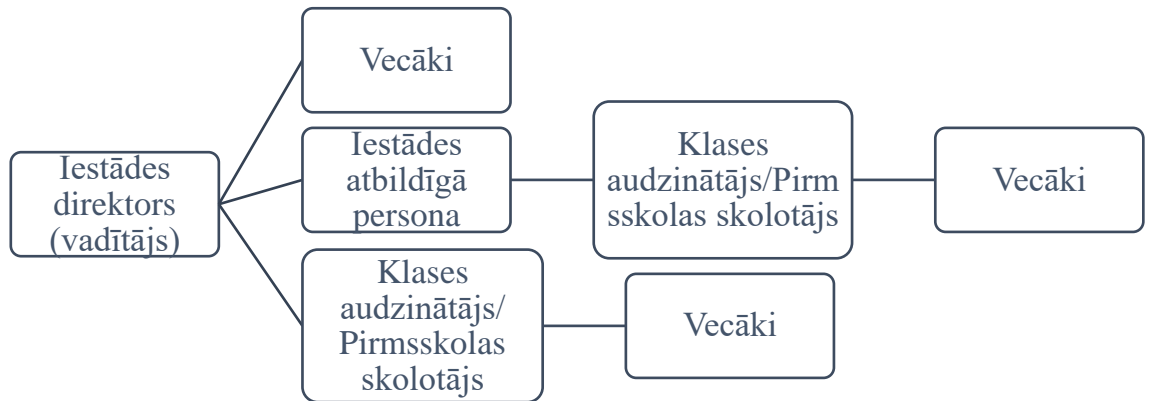 Vecāki
Iestādes
direktors
(vadītājs)
Iestādes
atbildīgā
persona
Klases
audzinātājs/Pirm
sskolas skolotājs
Vecāki
Klases
audzinātājs/
Pirmsskolas
skolotājs
Vecāki